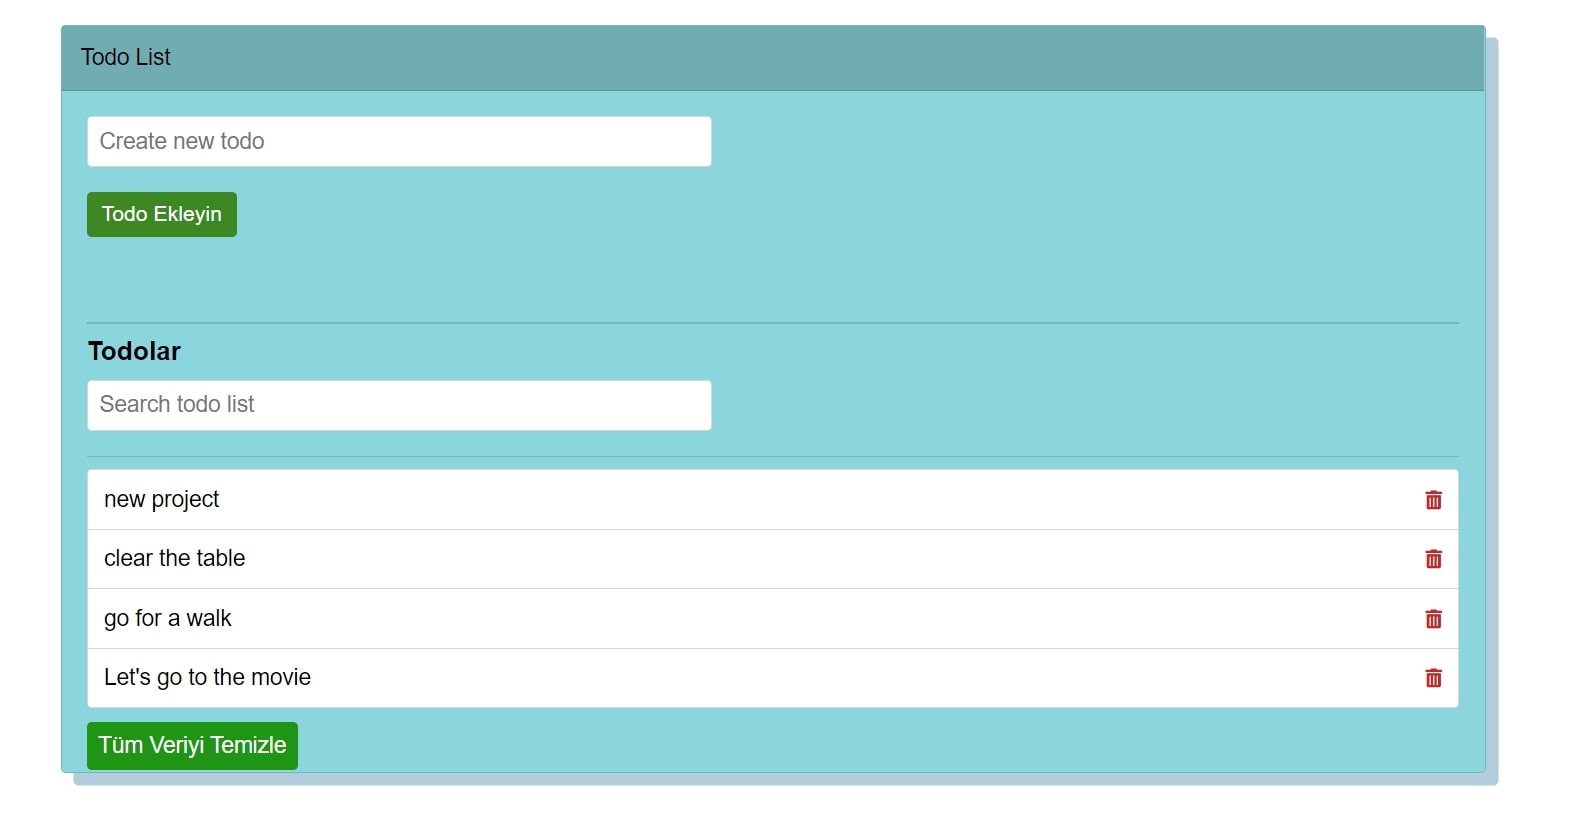 Todo List
Create new todo
Todo Ekleyin
Todolar
Search todo list
new project
clear the table
go for a walk
Let's go to the movie
Tüm Veriyi Temizle